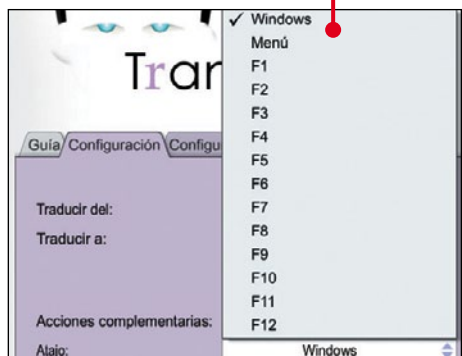 Windows
Menú
F1
F2
F3
F4
F5
F6
F7
F8
F9
F10
F11
F12
Tran
Guía Configuración Configu
Traducir del:
Traducir a:
Acciones complementarias:
Atajo: Windows